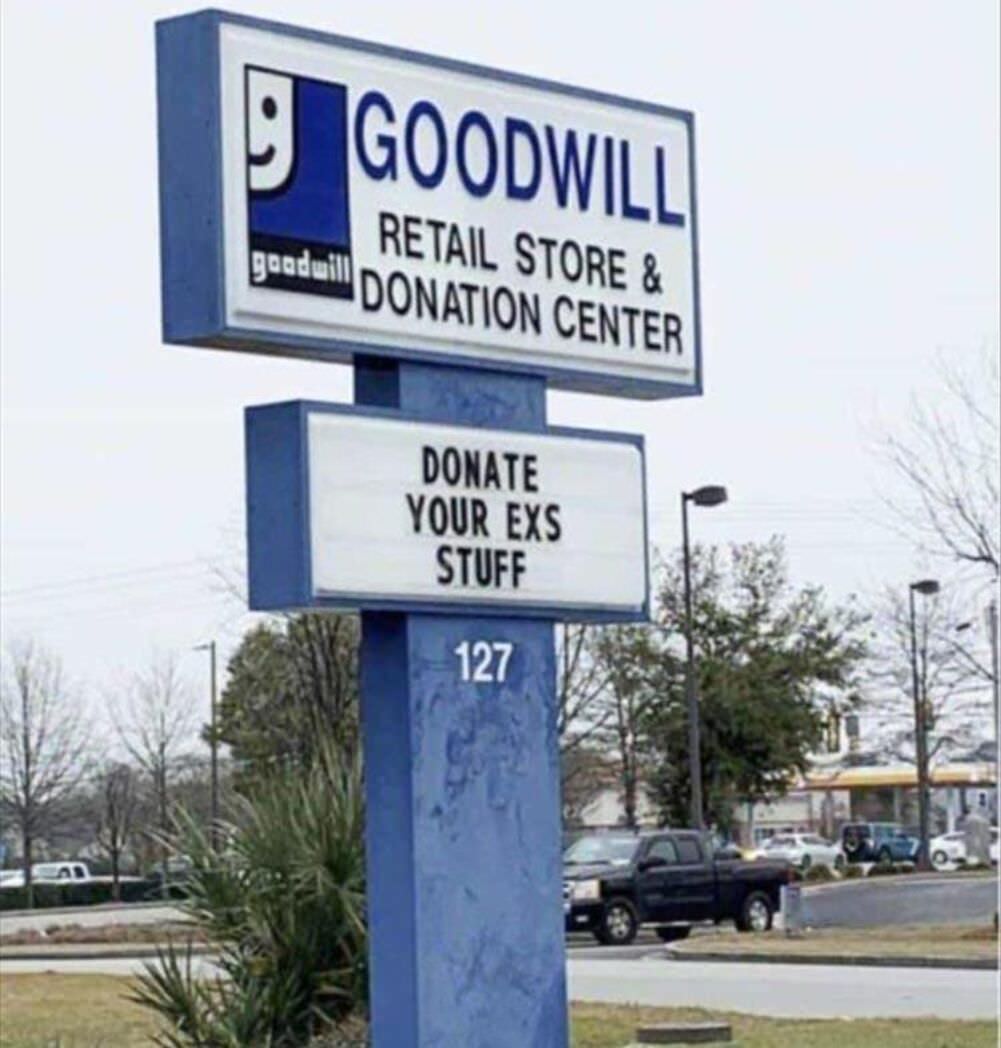 GOODWILL
RETAIL STORE &
DONATION CENTER
goodwill
DONATE
YOUR EXS
STUFF
127